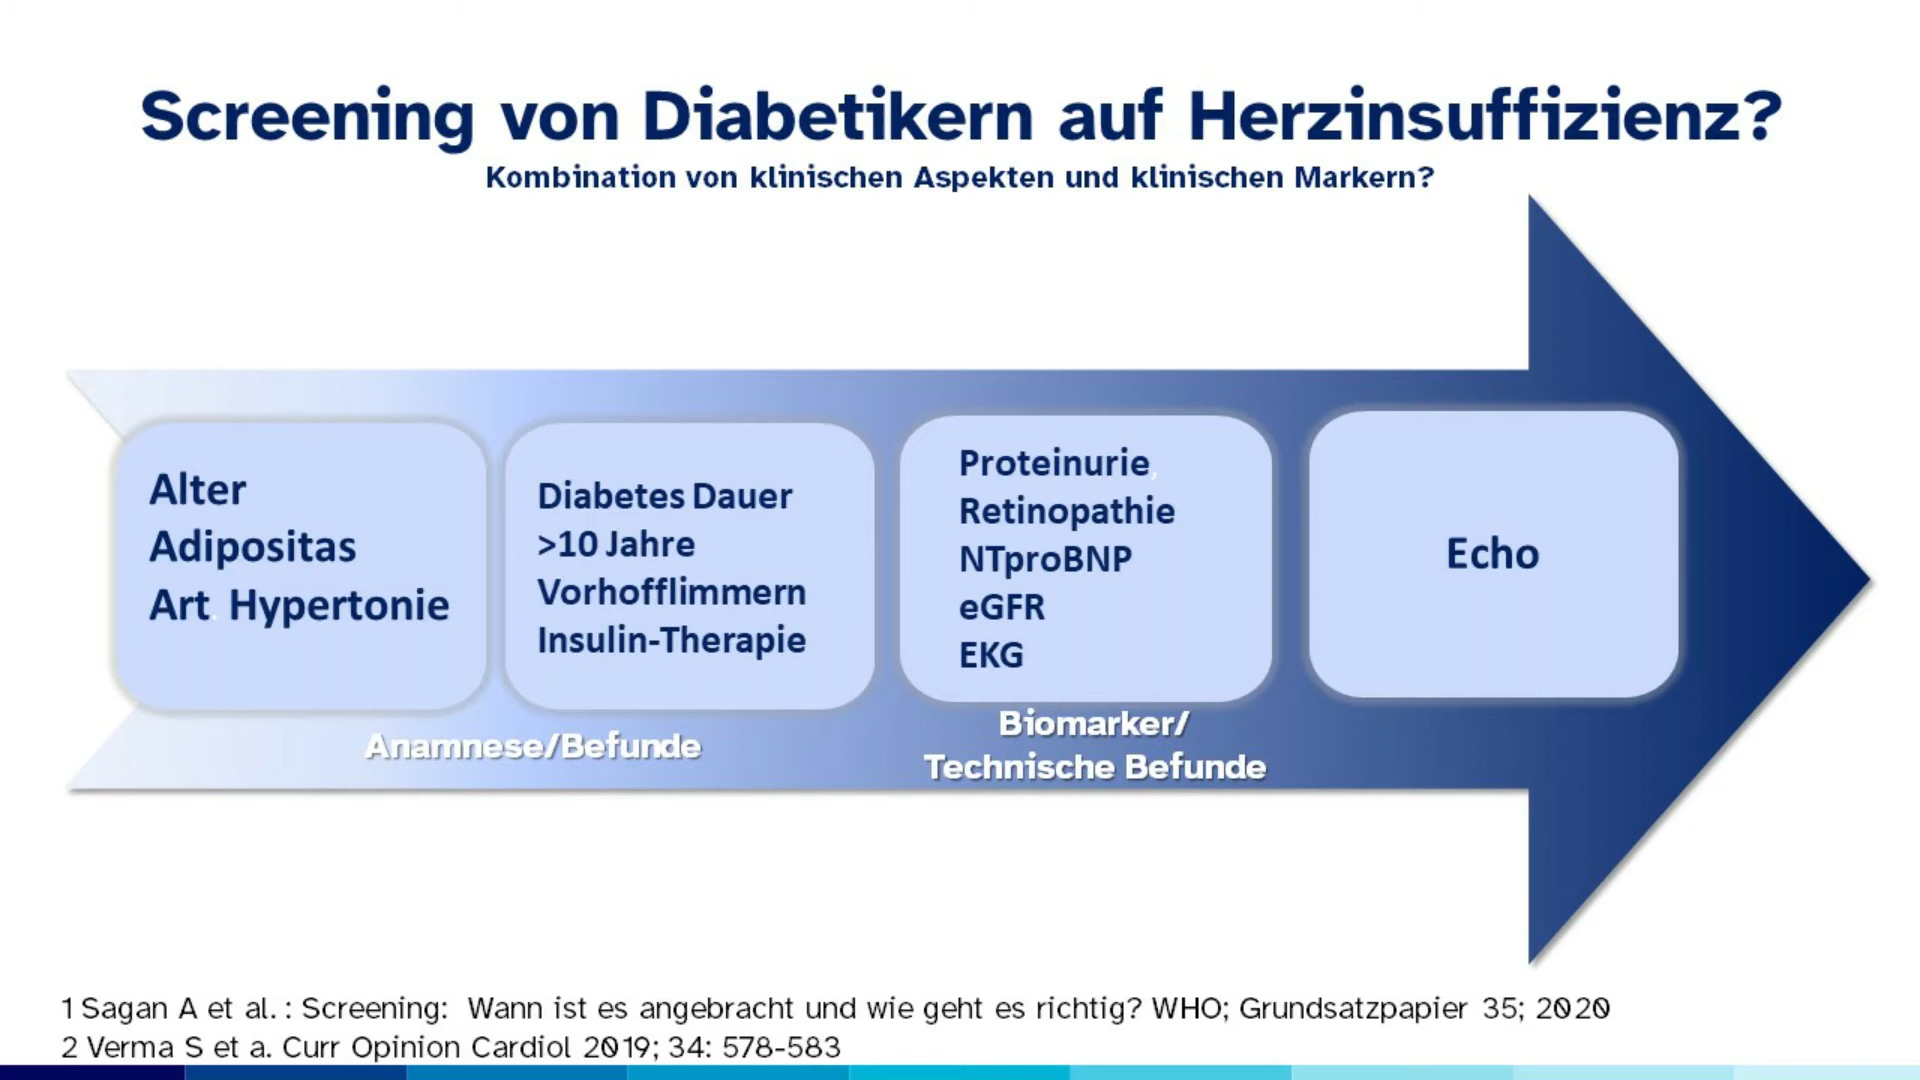 Screening von Diabetikern auf Herzinsuffizienz?
Kombination von klinischen Aspekten und klinischen Markern?
Alter
Adipositas
Art. Hypertonie
Diabetes Dauer
>10 Jahre
Vorhofflimmern
Insulin-Therapie
Anamnese/Befunde
Proteinurie,
Retinopathie
NTproBNP
eGFR
EKG
Biomarker/
Technische Befunde
Echo
1 Sagan A et al. : Screening: Wann ist es angebracht und wie geht es richtig? WHO; Grundsatzpapier 35; 2020
2 Verma S et a. Curr Opinion Cardiol 2019; 34: 578-583